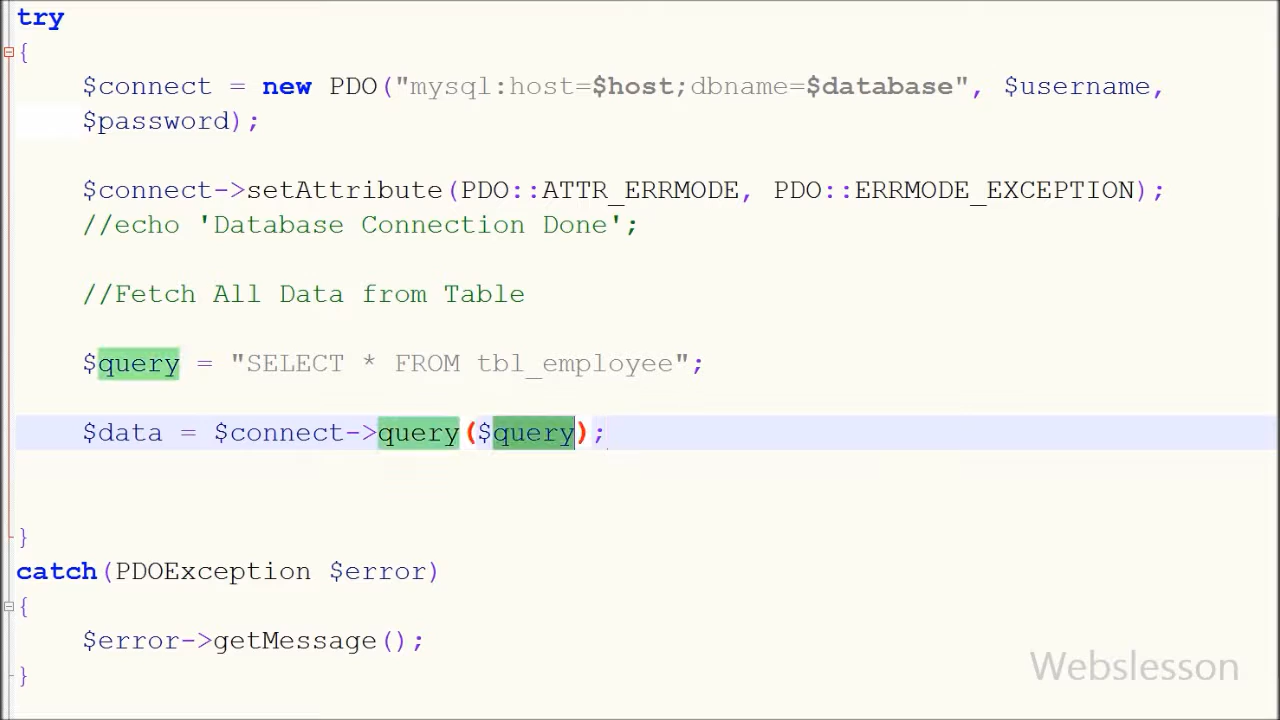 try
{
$connect = new PDO("mysql:host=$host;dbname=$database", $username,
$password);
$connect->setAttribute(PDO::ATTR_ERRMODE, PDO::ERRMODE_EXCEPTION);
//echo 'Database Connection Done';
//Fetch All Data from Table
$query = "SELECT * FROM tbl_employee";
$data = $connect->query($query);
}
catch(PDOException $error)
{
$error->getMessage();
}
Webslesson